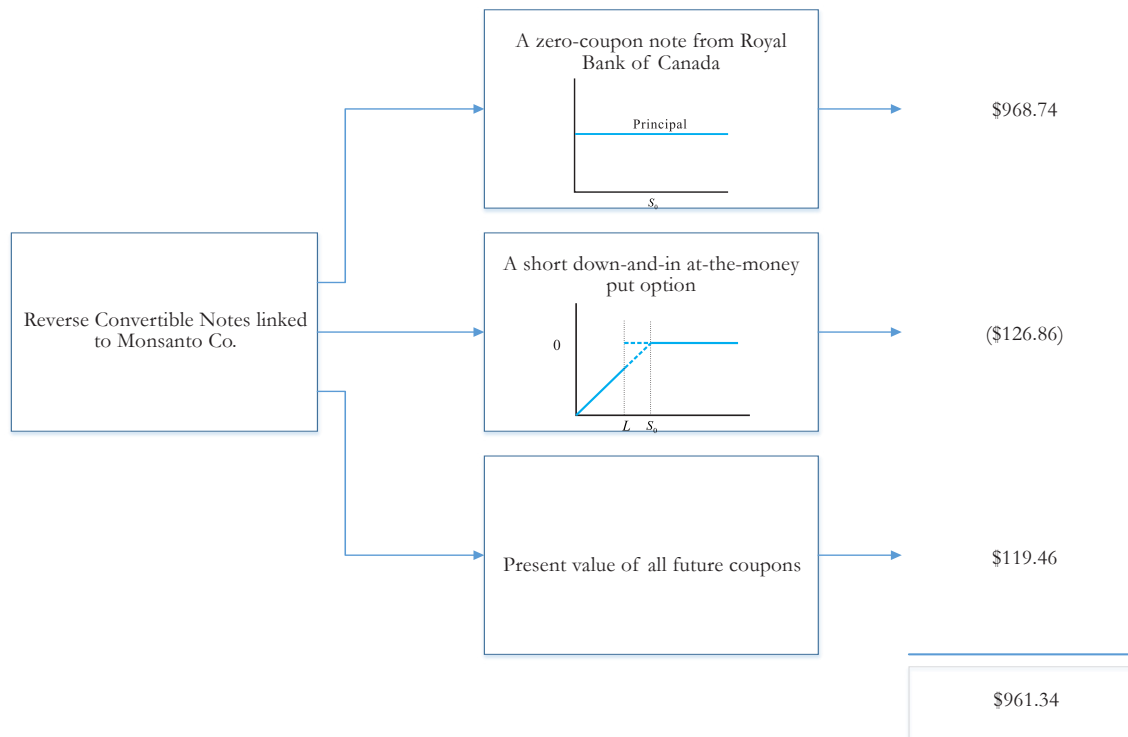 A zero-coupon note from Royal
Bank of Canada
Principal
S₀
$968.74
Reverse Convertible Notes linked
to Monsanto Co.
A short down-and-in at-the-money
put option
0
L S₀
($126.86)
Present value of all future coupons
$119.46
$961.34